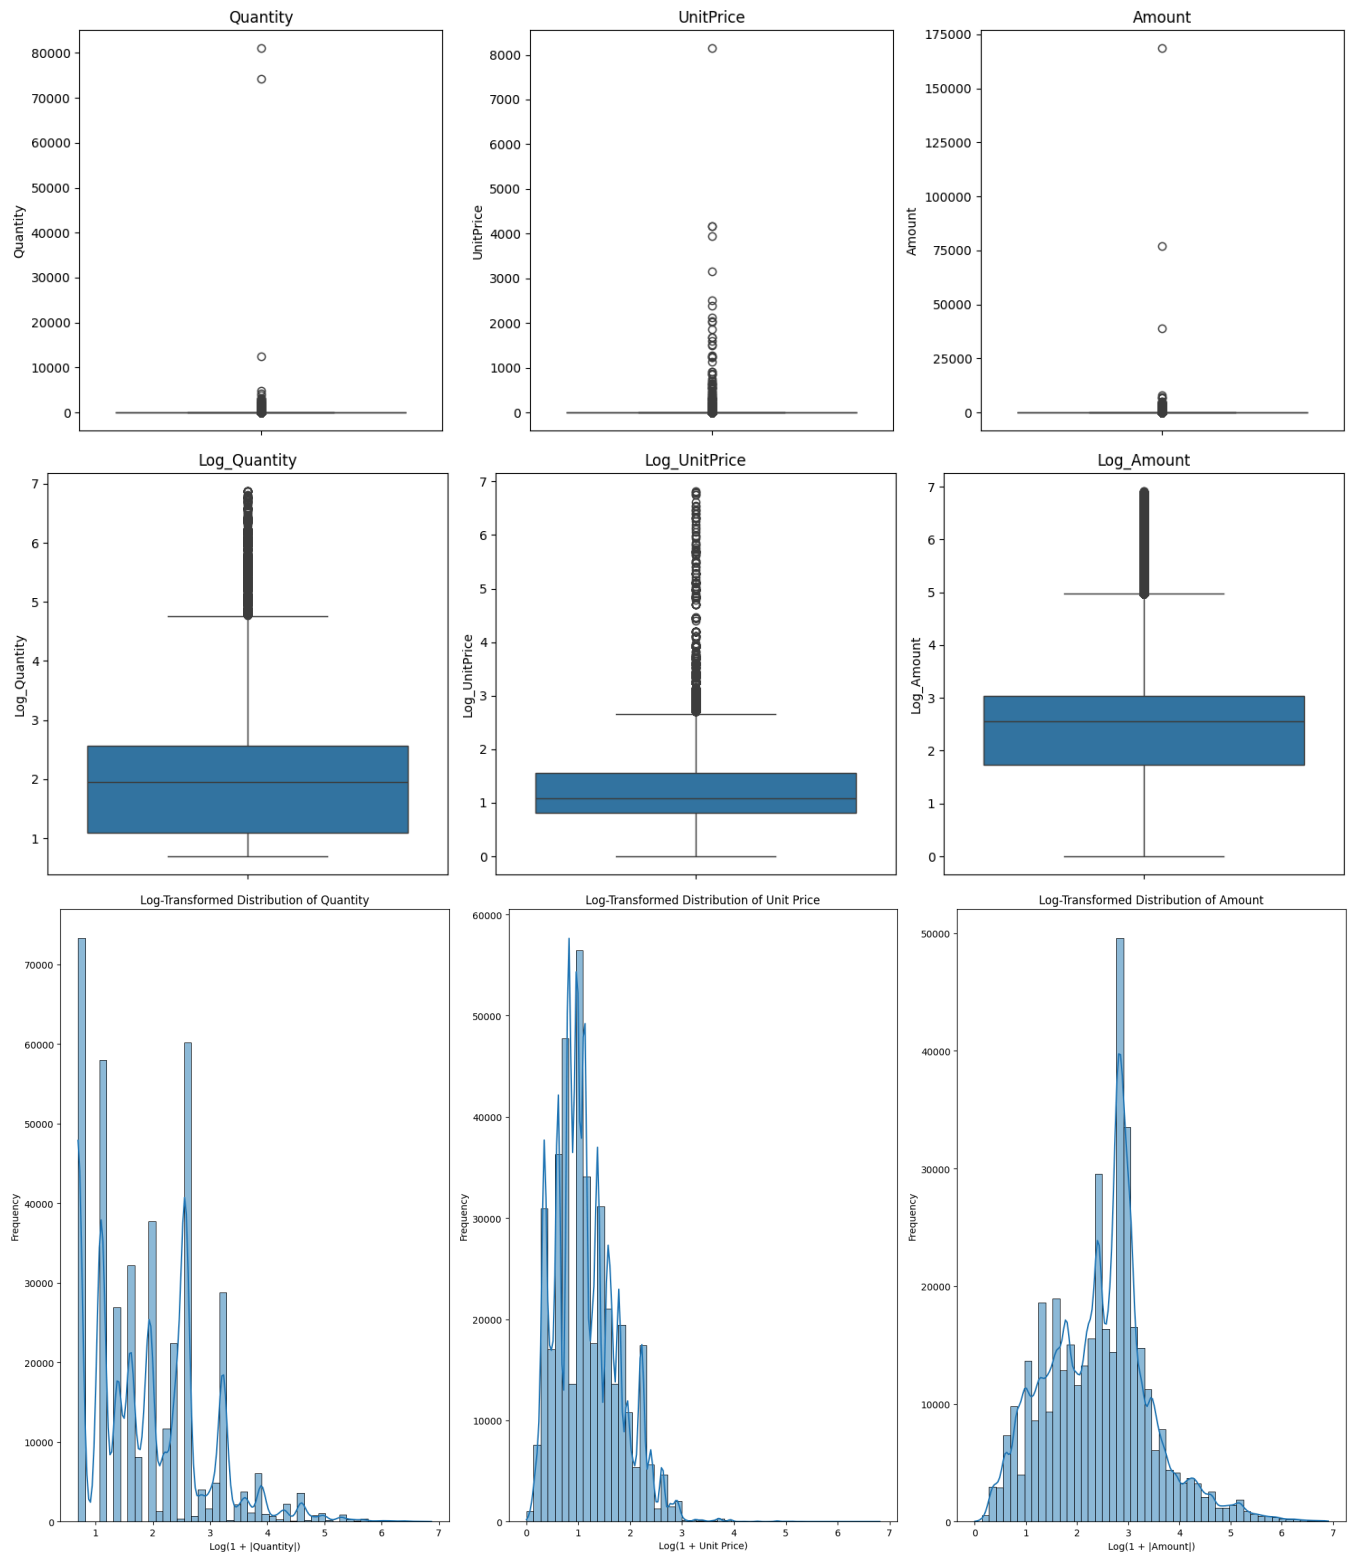 Quantity
UnitPrice
Amount
80000
70000
60000
50000
40000
30000
20000
10000
0
Quantity
8000
7000
6000
5000
4000
3000
2000
1000
0
UnitPrice
175000
150000
125000
100000
75000
50000
25000
0
Amount
Log_Quantity
Log_UnitPrice
Log_Amount
7
6
5
4
3
2
1
Log_Quantity
7
6
5
4
3
2
1
0
Log_UnitPrice
7
6
5
4
3
2
1
0
Log_Amount
Log-Transformed Distribution of Quantity
Log-Transformed Distribution of Unit Price
Log-Transformed Distribution of Amount
70000
60000
50000
40000
30000
20000
10000
0
Frequency
1 2 3 4 5 6 7
Log(1 + |Quantity|)
60000
50000
40000
30000
20000
10000
0
Frequency
0 1 2 3 4 5 6 7
Log(1 + Unit Price)
50000
40000
30000
20000
10000
0
Frequency
0 1 2 3 4 5 6 7
Log(1 + |Amount|)